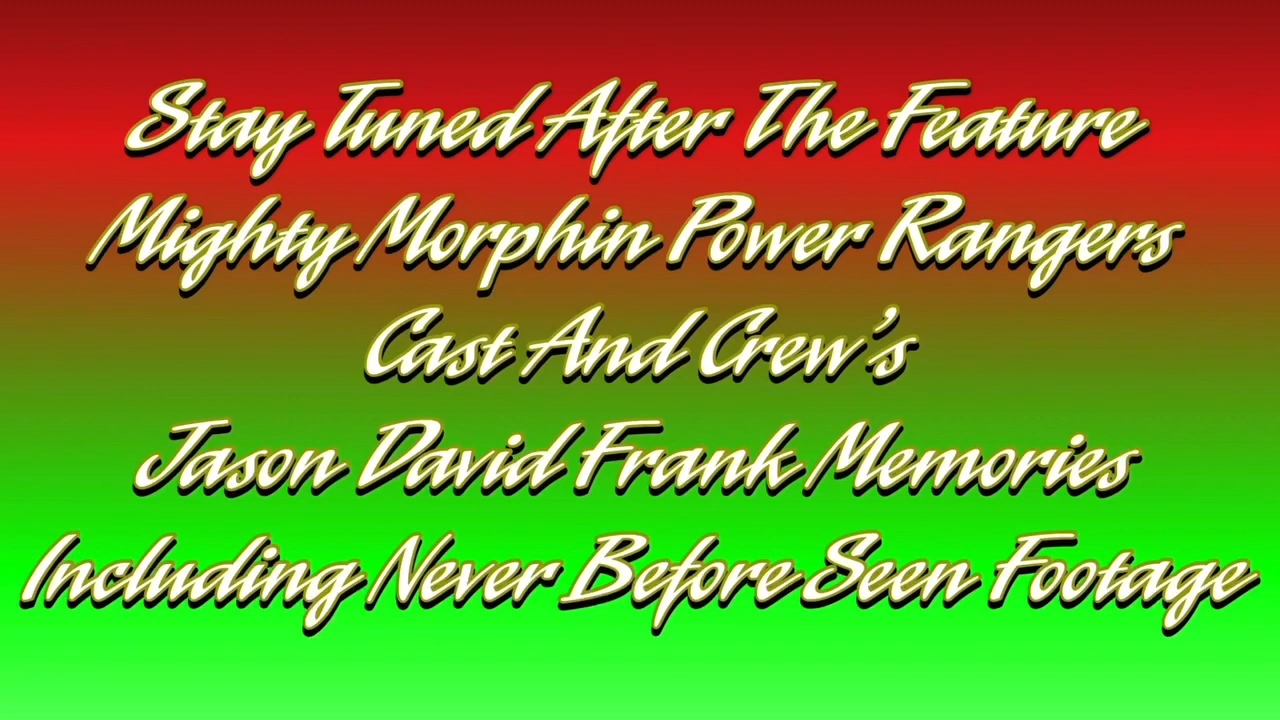 Stay Tuned After The Feature
Mighty Morphin Power Rangers
Cast And Crew's
Jason David Frank Memories
Including Never Before Seen Footage